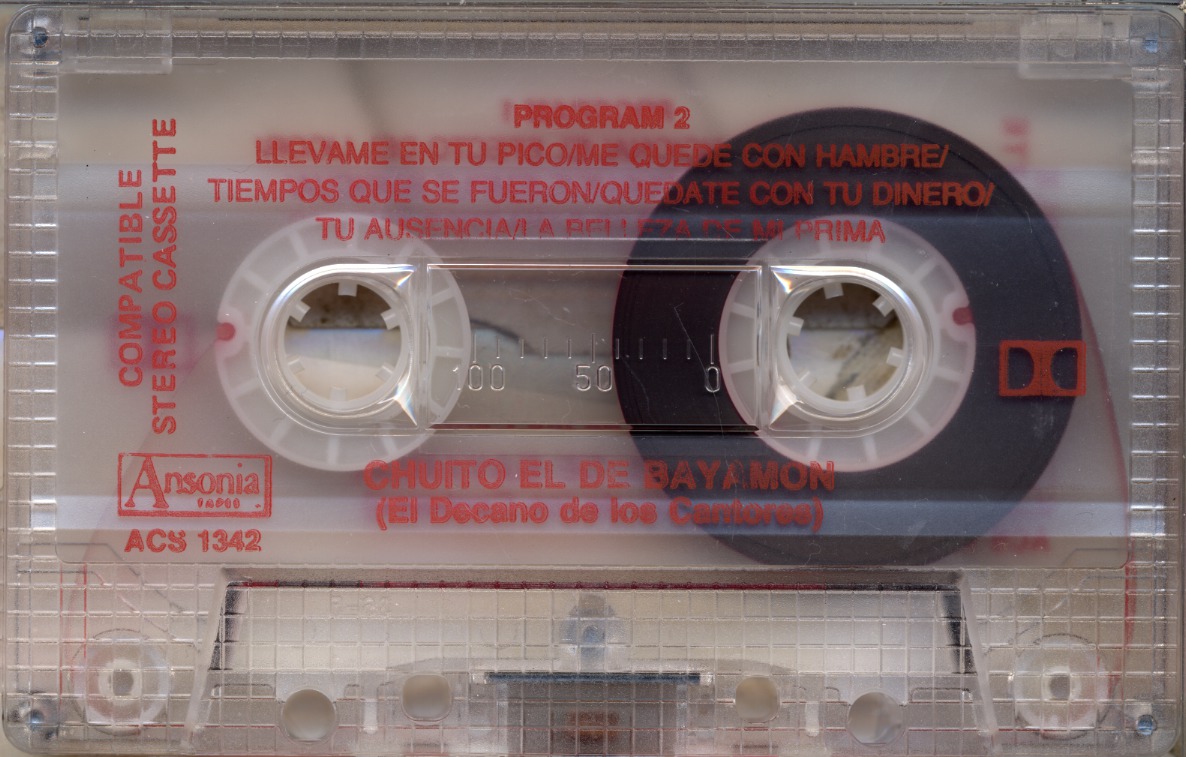 PROGRAM 2
LLEVAME EN TU PICO/ME QUEDE CON HAMBRE/
TIEMPOS QUE SE FUERON/QUEDATE CON TU DINERO/
TU AUSENCIA/LA BELLEZA DE MI PRIMA
COMPATIBLE
STEREO CASSETTE
100 50 0
Ansonia
TAPES
ACS 1342
CHUITO EL DE BAYAMON
(El Decano de los Cantores)